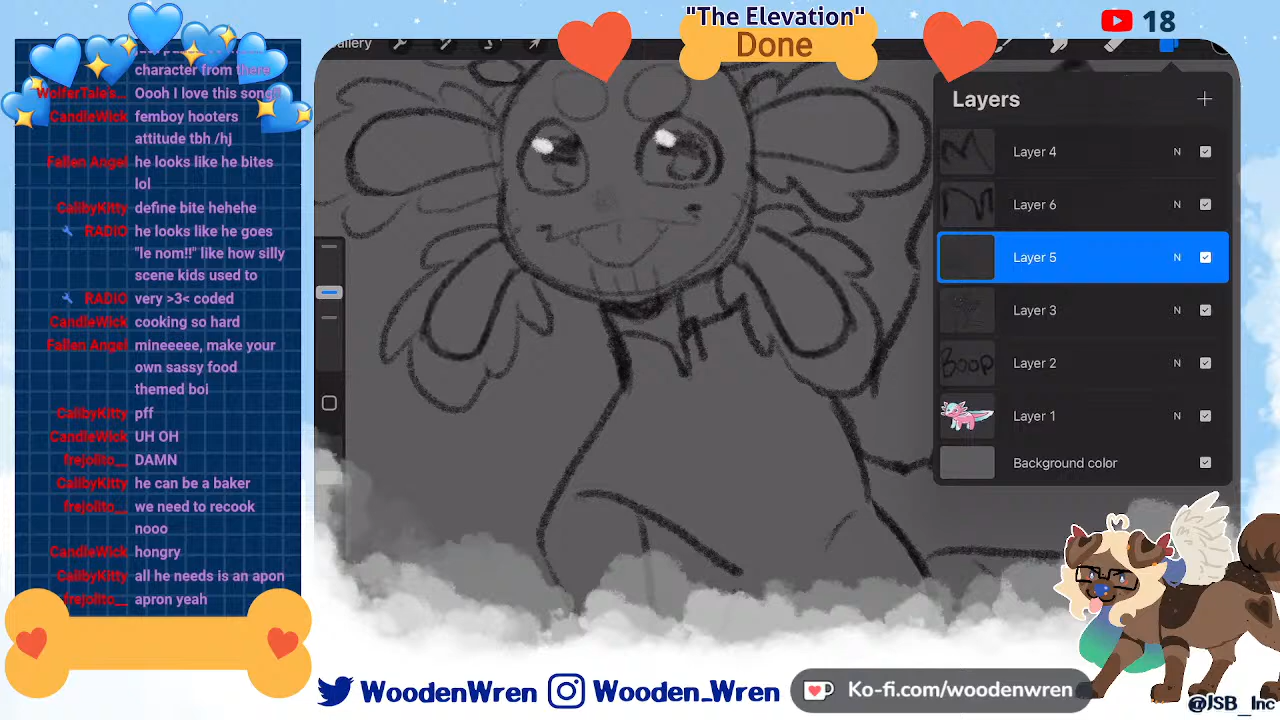 "The Elevation"
Done
18
character from there
WolferTale's_ Oooh I love this song
CandleWick femboy hooters
attitude tbh /hj
Fallen Angel he looks like he bites
lol
CalibyKitty define bite hehehe
RADIO he looks like he goes
"le nom!!" like how silly
scene kids used to
RADIO very >3< coded
CandleWick cooking so hard
Fallen Angel mineeeee, make your
own sassy food
themed boi
CalibyKitty pff
CandleWick UH OH
frejolito__ DAMN
CalibyKitty he can be a baker
frejolito__ we need to recook
nooo
CandleWick hongry
CalibyKitty all he needs is an apon
frejolito__ apron yeah
Layers
Layer 4 N
Layer 6 N
Layer 5 N
Layer 3 N
BOOP
Layer 2 N
Layer 1 N
Background color
WoodenWren
Wooden_Wren
Ko-fi.com/woodenwren
@JSB_Inc